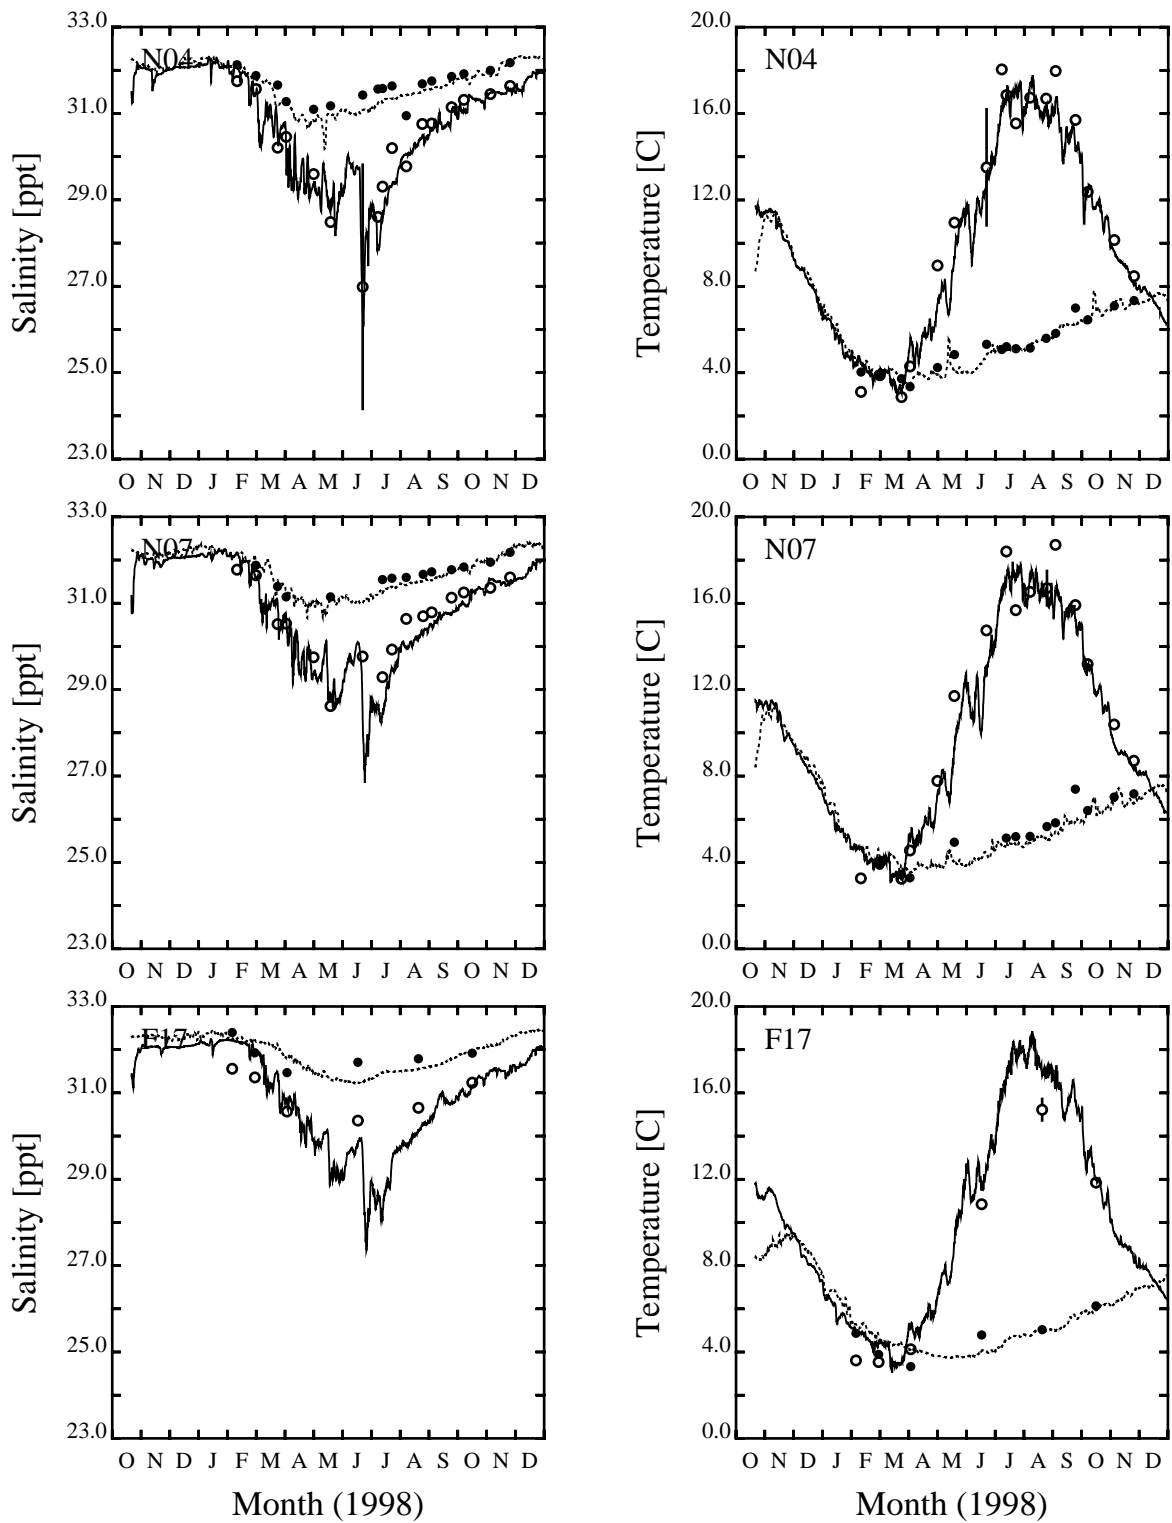 33.0
31.0
29.0
27.0
25.0
23.0
Salinity [ppt]
N04
O N D J F M A M J J A S O N D
20.0
16.0
12.0
8.0
4.0
0.0
Temperature [C]
N04
O N D J F M A M J J A S O N D
33.0
31.0
29.0
27.0
25.0
23.0
Salinity [ppt]
N07
O N D J F M A M J J A S O N D
20.0
16.0
12.0
8.0
4.0
0.0
Temperature [C]
N07
O N D J F M A M J J A S O N D
33.0
31.0
29.0
27.0
25.0
23.0
Salinity [ppt]
F17
O N D J F M A M J J A S O N D
Month (1998)
20.0
16.0
12.0
8.0
4.0
0.0
Temperature [C]
F17
O N D J F M A M J J A S O N D
Month (1998)